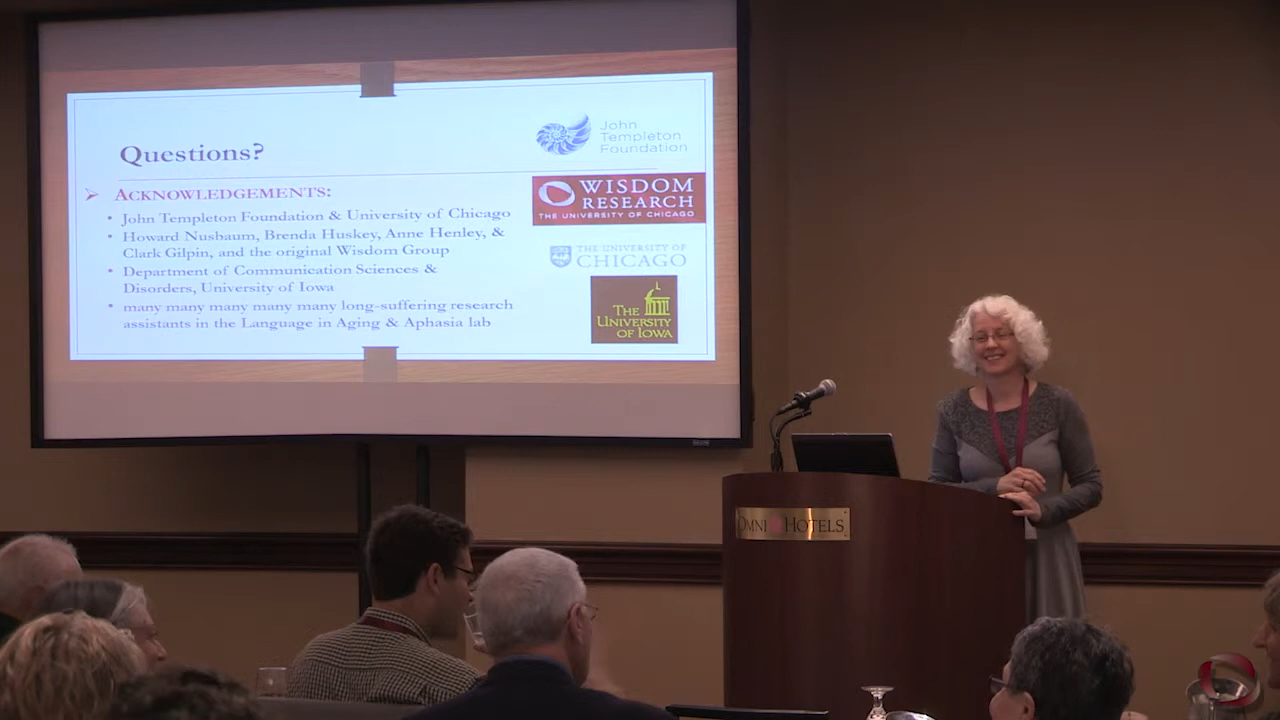 Questions?
ACKNOWLEDGEMENTS:
• John Templeton Foundation & University of Chicago
• Howard Nusbaum, Brenda Huskey, Anne Henley, &
Clark Gilpin, and the original Wisdom Group
• Department of Communication Sciences &
Disorders, University of Iowa
• many many many many many long-suffering research
assistants in the Language in Aging & Aphasia lab
John
Templeton
Foundation
WISDOM
RESEARCH
THE UNIVERSITY OF CHICAGO
THE UNIVERSITY OF
CHICAGO
THE
UNIVERSITY
OF IOWA
OMNI HOTELS